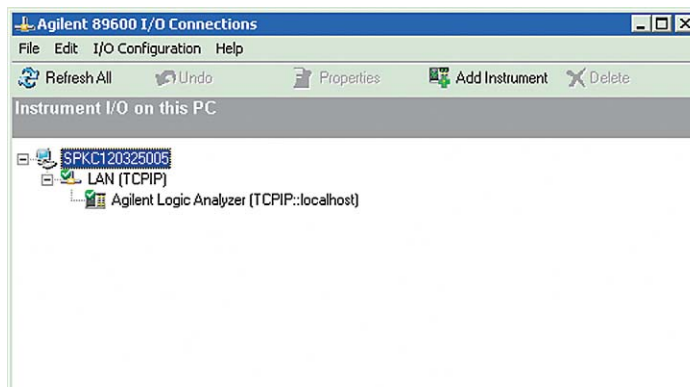 Agilent 89600 I/O Connections
File Edit I/O Configuration Help
Refresh All Undo Properties Add Instrument Delete
Instrument I/O on this PC
SPKC120325005
LAN (TCPIP)
Agilent Logic Analyzer (TCPIP::localhost)